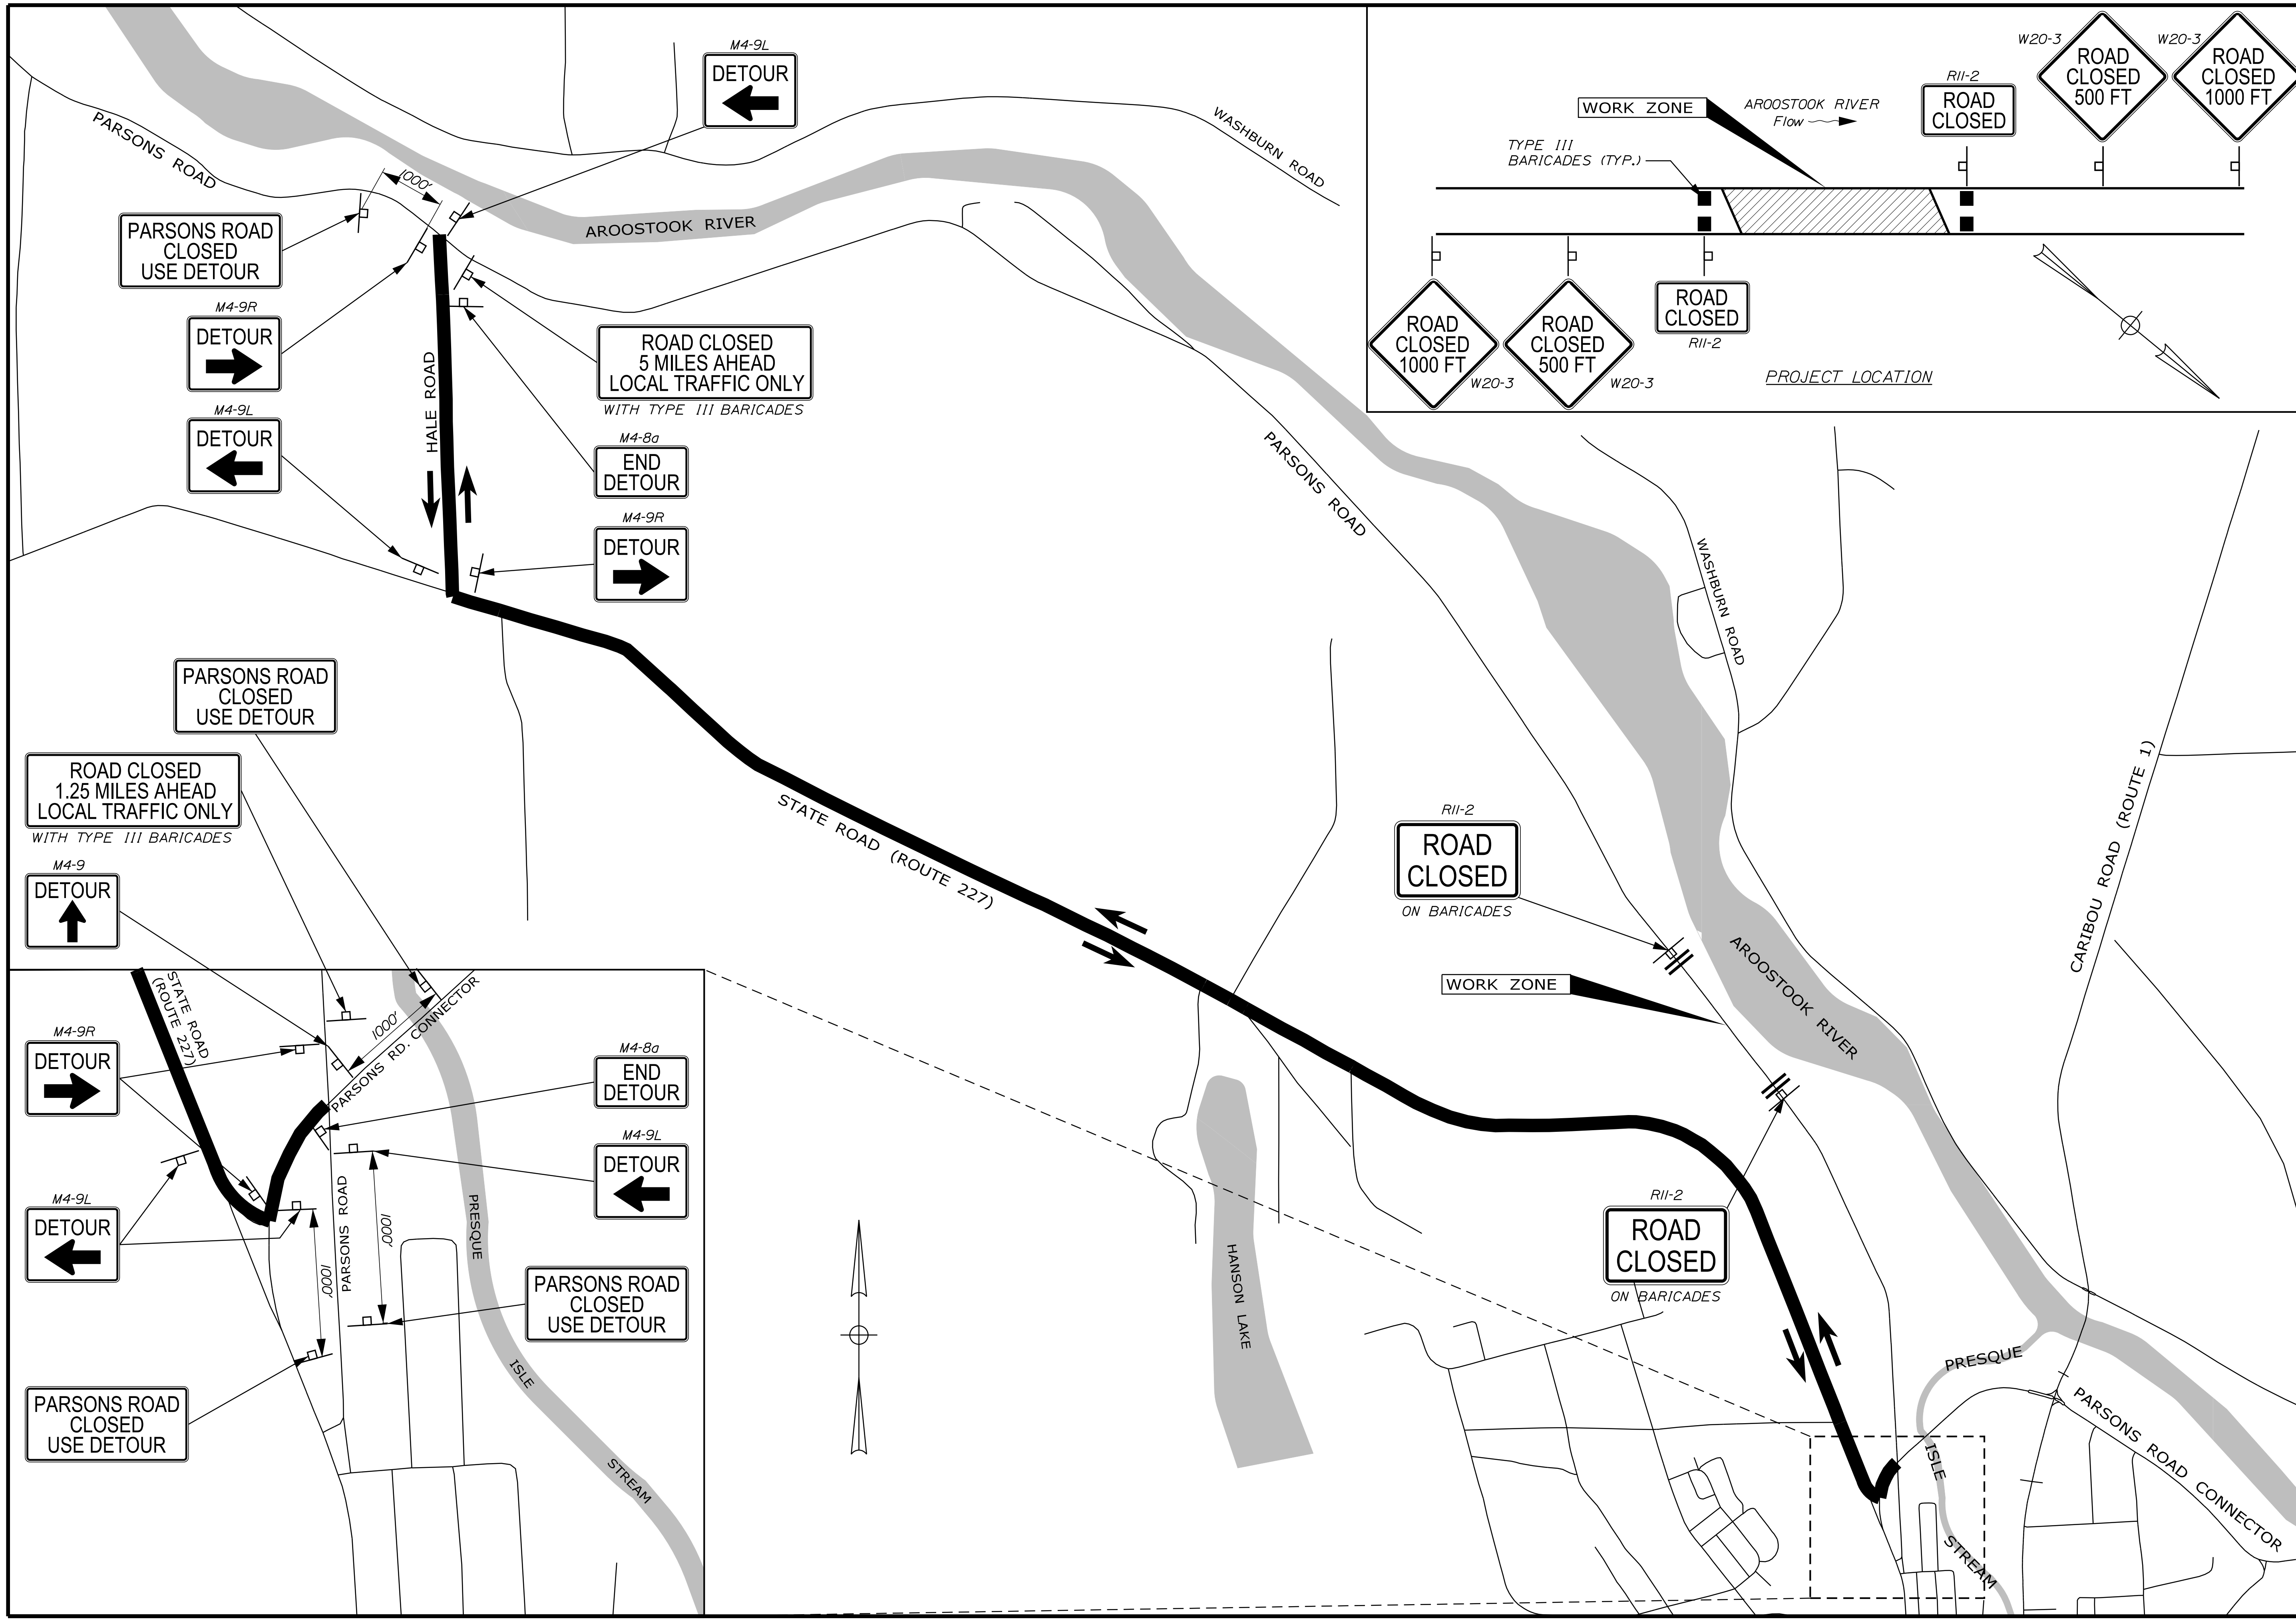 M4-9L
DETOUR
PARSONS ROAD
1000'
WASHBURN ROAD
AROOSTOOK RIVER
PARSONS ROAD
CLOSED
USE DETOUR
M4-9R
DETOUR
M4-9L
DETOUR
HALE ROAD
ROAD CLOSED
5 MILES AHEAD
LOCAL TRAFFIC ONLY
WITH TYPE III BARICADES
M4-8a
END
DETOUR
M4-9R
DETOUR
WORK ZONE
AROOSTOOK RIVER
Flow
TYPE III
BARICADES (TYP.)
R11-2
ROAD
CLOSED
W20-3
ROAD
CLOSED
500 FT
W20-3
ROAD
CLOSED
1000 FT
ROAD
CLOSED
1000 FT
W20-3
ROAD
CLOSED
500 FT
W20-3
ROAD
CLOSED
R11-2
PROJECT LOCATION
PARSONS ROAD
WASHBURN ROAD
CARIBOU ROAD (ROUTE 1)
STATE ROAD (ROUTE 227)
R11-2
ROAD
CLOSED
ON BARICADES
WORK ZONE
AROOSTOOK RIVER
R11-2
ROAD
CLOSED
ON BARICADES
HANSON LAKE
PRESQUE
ISLE
STREAM
PARSONS ROAD CONNECTOR
PARSONS ROAD
CLOSED
USE DETOUR
ROAD CLOSED
1.25 MILES AHEAD
LOCAL TRAFFIC ONLY
WITH TYPE III BARICADES
M4-9
DETOUR
STATE ROAD
(ROUTE 227)
1000'
PARSONS RD. CONNECTOR
M4-9R
DETOUR
M4-8a
END
DETOUR
M4-9L
DETOUR
M4-9L
DETOUR
PARSONS ROAD
1000'
1000'
PRESQUE
ISLE
STREAM
PARSONS ROAD
CLOSED
USE DETOUR
PARSONS ROAD
CLOSED
USE DETOUR